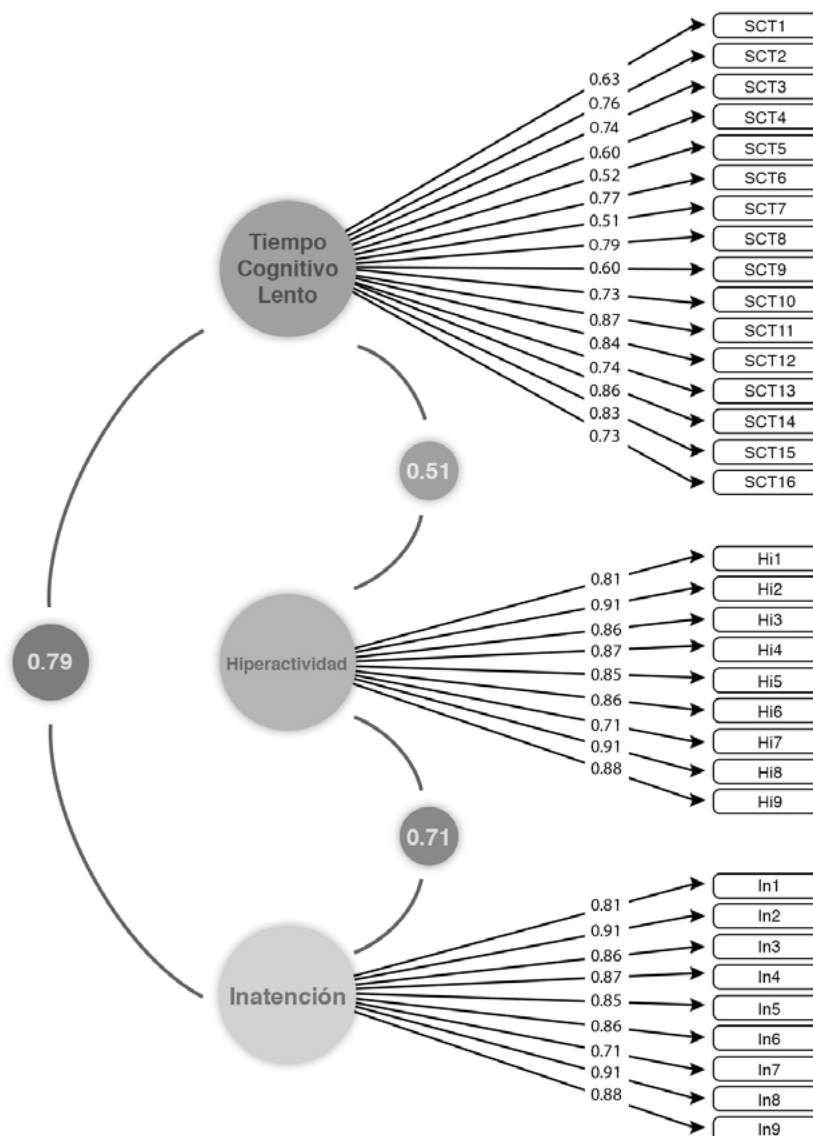 SCT1
SCT2
SCT3
SCT4
SCT5
SCT6
SCT7
SCT8
SCT9
SCT10
SCT11
SCT12
SCT13
SCT14
SCT15
SCT16
0.63
0.76
0.74
0.60
0.52
0.77
0.51
0.79
0.60
0.73
0.87
0.84
0.74
0.86
0.83
0.73
Tiempo
Cognitivo
Lento
0.51
0.79
Hiperactividad
0.81
0.91
0.86
0.87
0.85
0.86
0.71
0.91
0.88
Hi1
Hi2
Hi3
Hi4
Hi5
Hi6
Hi7
Hi8
Hi9
0.71
Inatención
0.81
0.91
0.86
0.87
0.85
0.86
0.71
0.91
0.88
In1
In2
In3
In4
In5
In6
In7
In8
In9